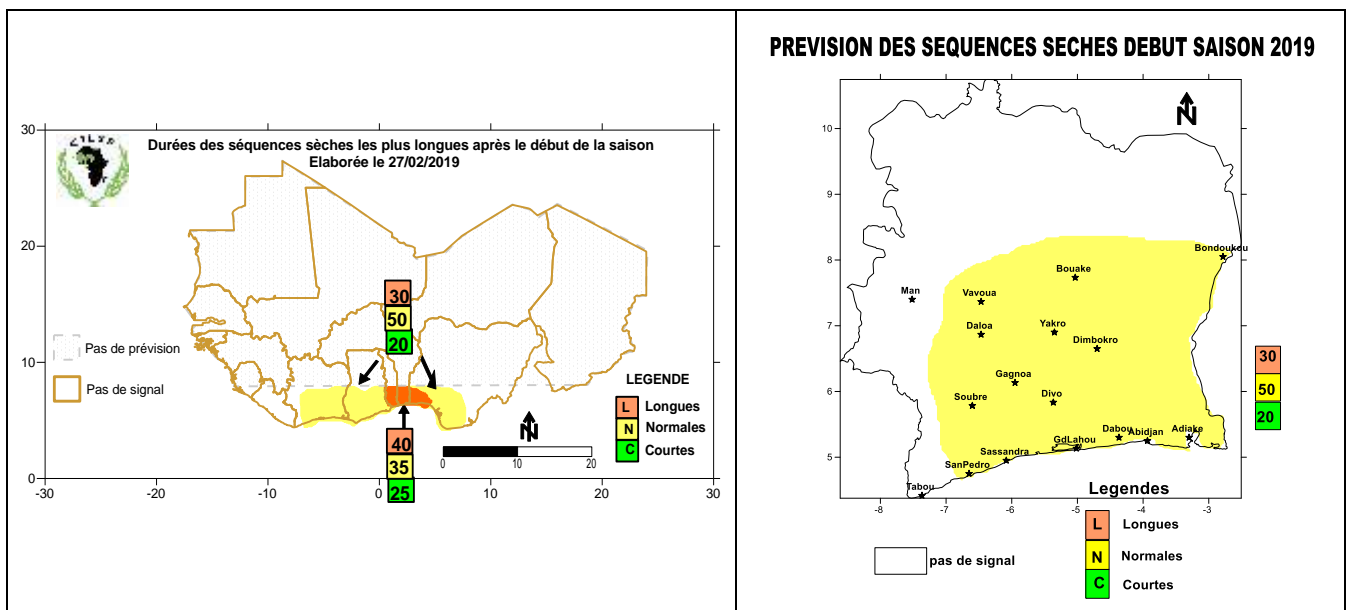 Durées des séquences sèches les plus longues après le début de la saison
Elaborée le 27/02/2019
30
20
10
0
-30
-20
-10
0
10
20
30
30
50
20
40
35
25
Pas de prévision
Pas de signal
LEGENDE
L Longues
N Normales
C Courtes
N
0
10
20
PREVISION DES SEQUENCES SECHES DEBUT SAISON 2019
N
10
9
8
7
6
5
-8
-7
-6
-5
-4
-3
Bondoukou
Bouake
Man
Vavoua
Daloa
Yakro
Dimbokro
Gagnoa
Soubre
Divo
Dabou
Abidjan
Adiake
GdLahou
Sassandra
SanPedro
Tabou
30
50
20
Legendes
L Longues
N Normales
C Courtes
pas de signal